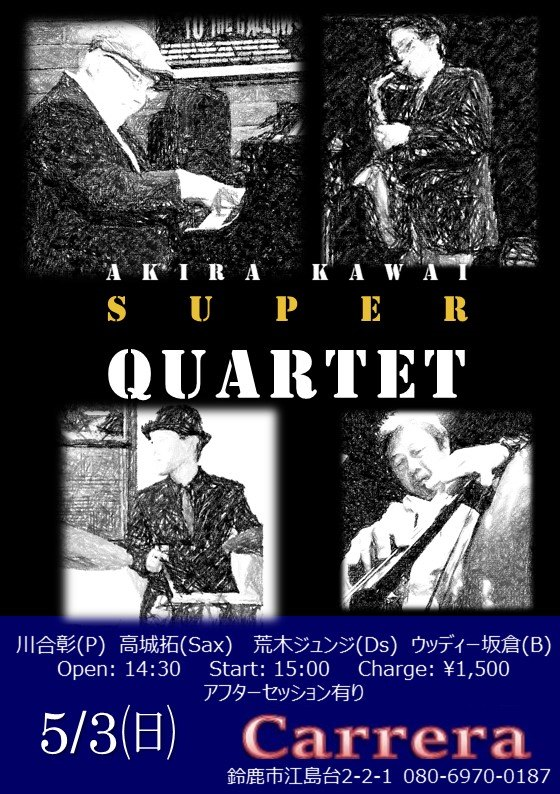 AKIRA KAWAI
SUPER
QUARTET
川合彰(P) 高城拓(Sax) 荒木ジュンジ(Ds) ウッディー坂倉(B)
Open: 14:30 Start: 15:00 Charge: ¥1,500
アフターセッション有り
5/3(日) Carrera
鈴鹿市江島台2-2-1 080-6970-0187